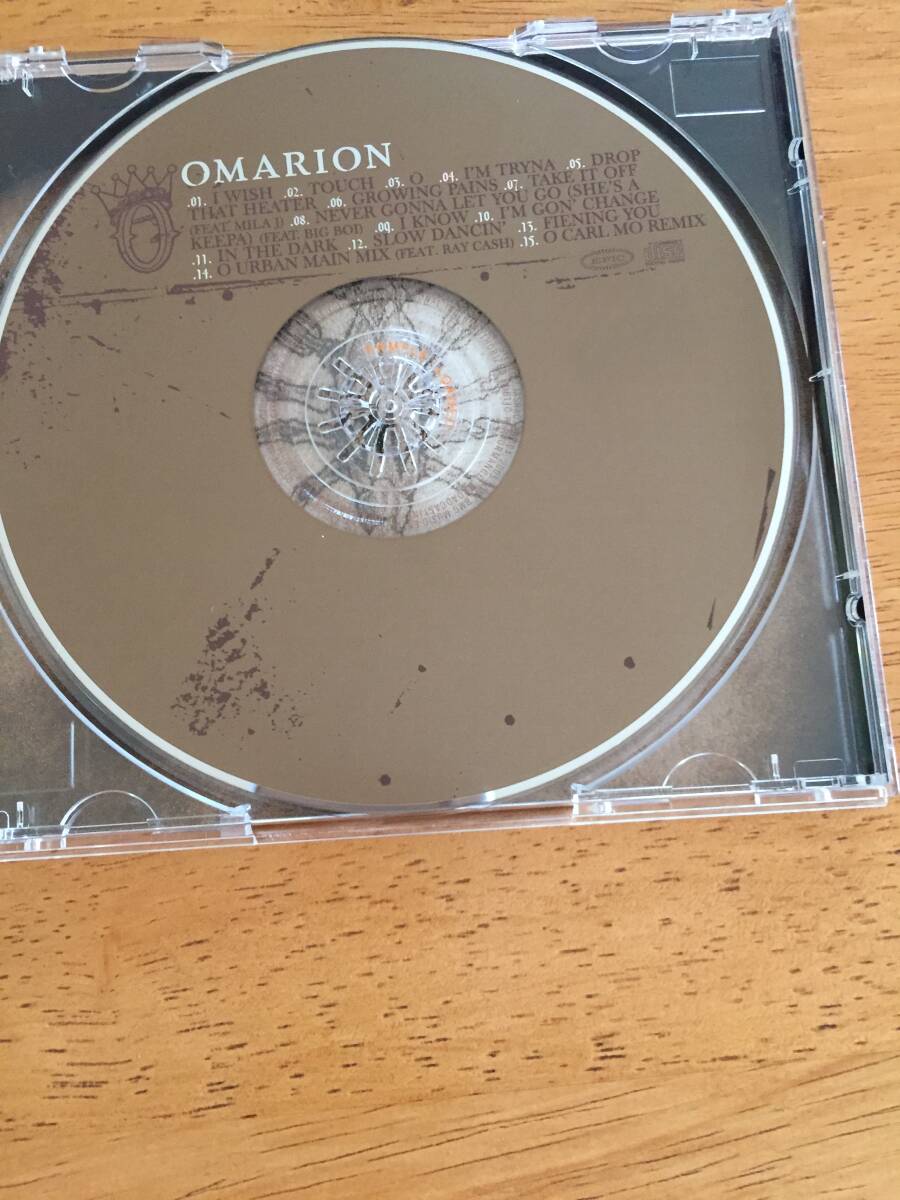 OMARION
.01. I WISH .02. TOUCH .03. O .04. I'M TRYNA .05. DROP
THAT HEATER .06. GROWING PAINS .07. TAKE IT OFF
(FEAT. MILA J) .08. NEVER GONNA LET YOU GO (SHE'S A
KEEPA) (FEAT. BIG BOI) .09. I KNOW .10. I'M GON' CHANGE
.11. IN THE DARK .12. SLOW DANCIN' .13. FIENING YOU
.14. O URBAN MAIN MIX (FEAT. RAY CASH) .15. O CARL MO REMIX
O
EPIC